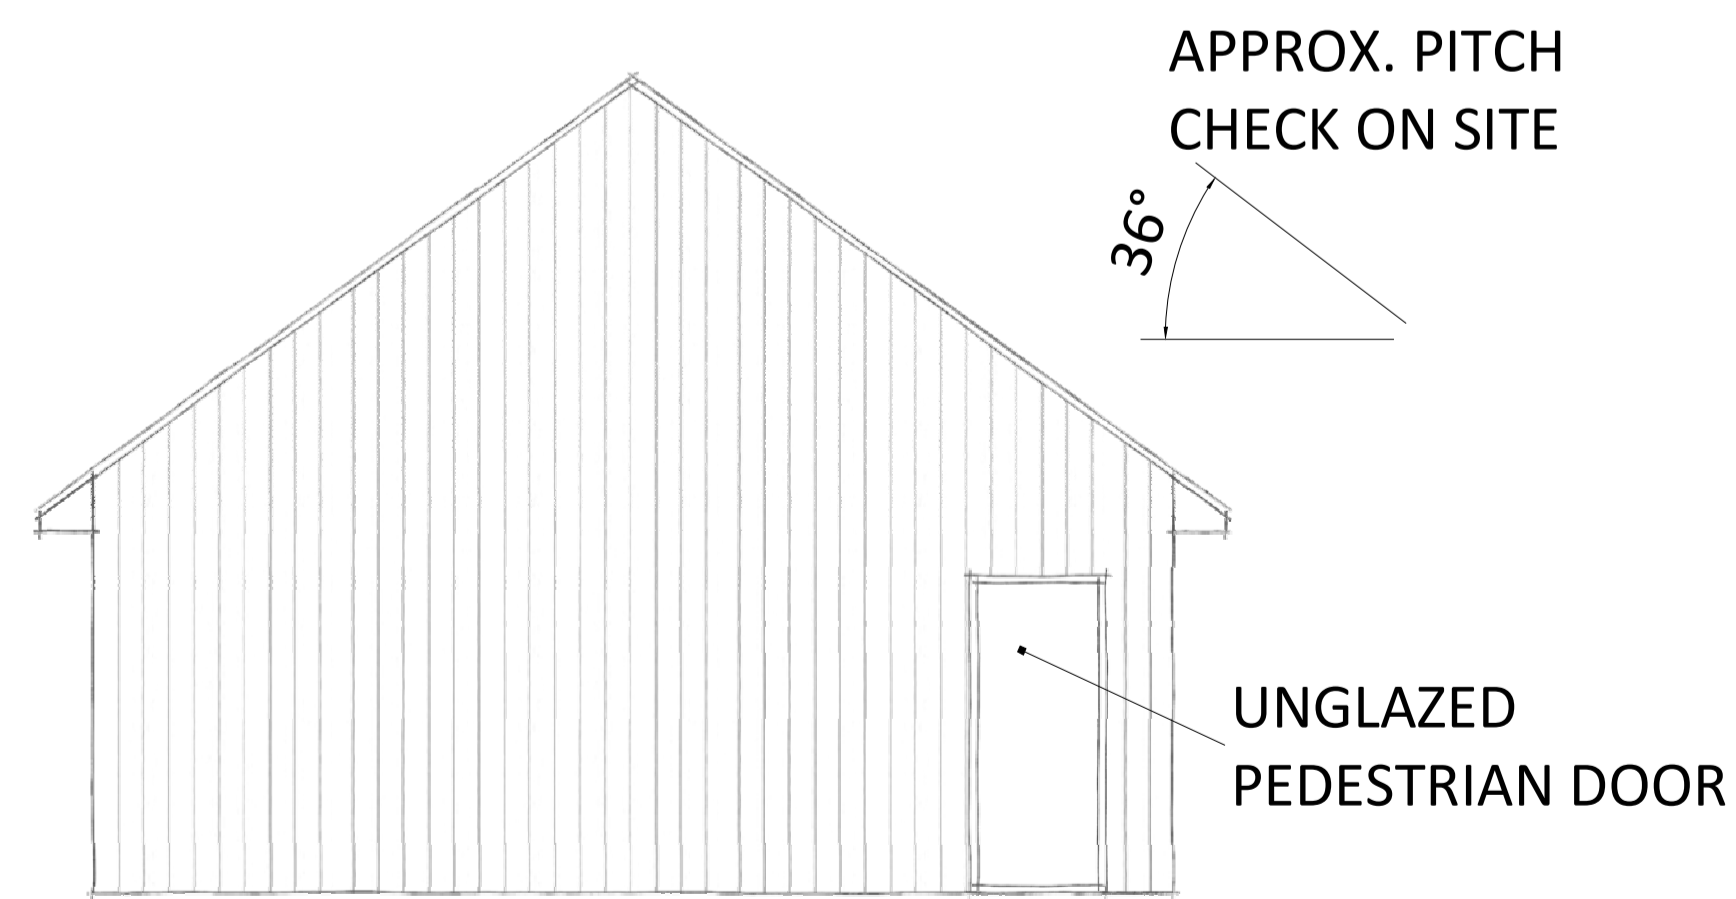 APPROX. PITCH
CHECK ON SITE
36°
UNGLAZED
PEDESTRIAN DOOR